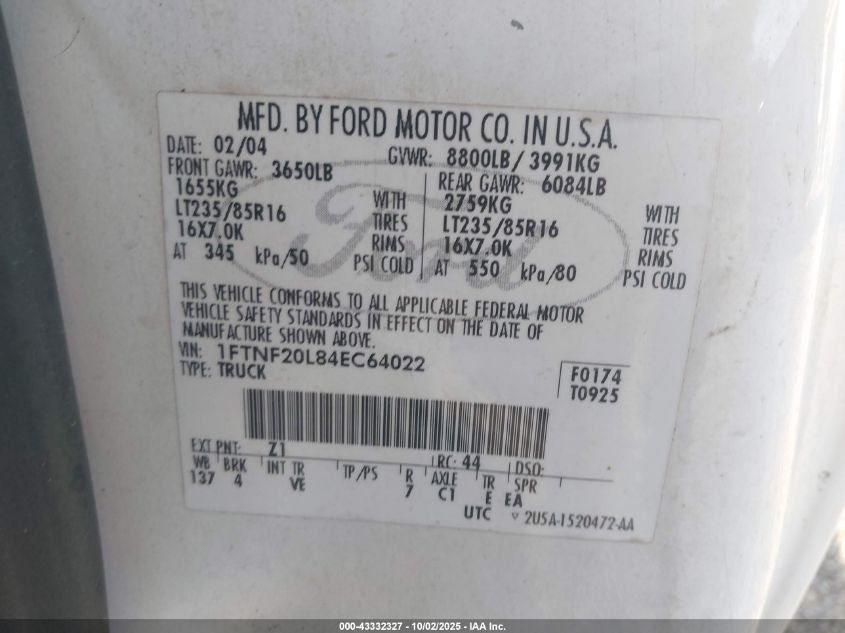 MFD. BY FORD MOTOR CO. IN U.S.A.
DATE: 02/04 GVWR: 8800LB/ 3991KG
FRONT GAWR: 3650LB REAR GAWR: 6084LB
1655KG WITH 2759KG WITH
LT235/85R16 TIRES LT235/85R16 TIRES
16X7.0K RIMS 16X7.0K RIMS
AT 345 kPa/50 PSI COLD AT 550 kPa/80 PSI COLD
Ford
THIS VEHICLE CONFORMS TO ALL APPLICABLE FEDERAL MOTOR
VEHICLE SAFETY STANDARDS IN EFFECT ON THE DATE OF
MANUFACTURE SHOWN ABOVE.
VIN: 1FTNF20L84EC64022
TYPE: TRUCK
F0174
T0925
EXT PNT: Z1 RC: 44 DSO:
WB BRK INT TR TP/PS R AXLE TR SPR
137 4 VE 7 C1 E EA
UTC ▿ 2U5A-1520472-AA
000-43332327 - 10/02/2025 - IAA Inc.